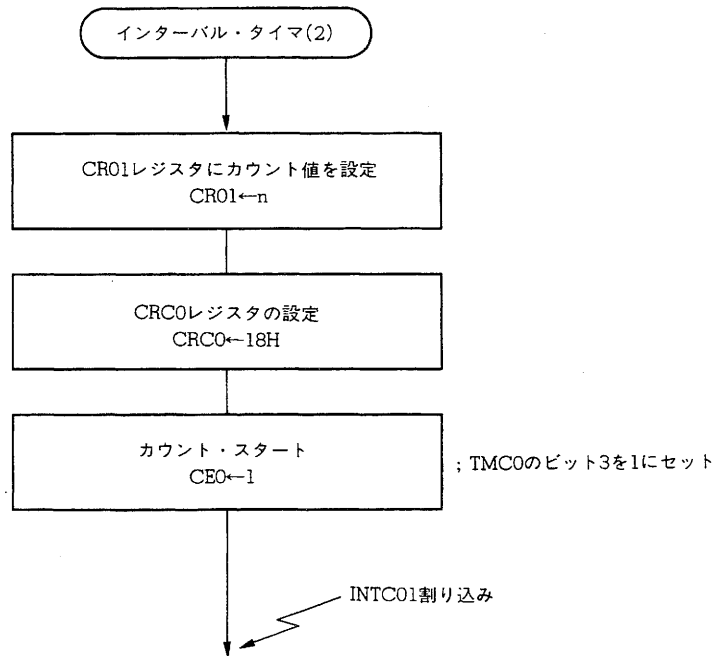 インターバル・タイマ(2)
CR01レジスタにカウント値を設定
CR01←n
CRC0レジスタの設定
CRC0←18H
カウント・スタート
CE0←1
；TMC0のビット3を1にセット
INTC01割り込み